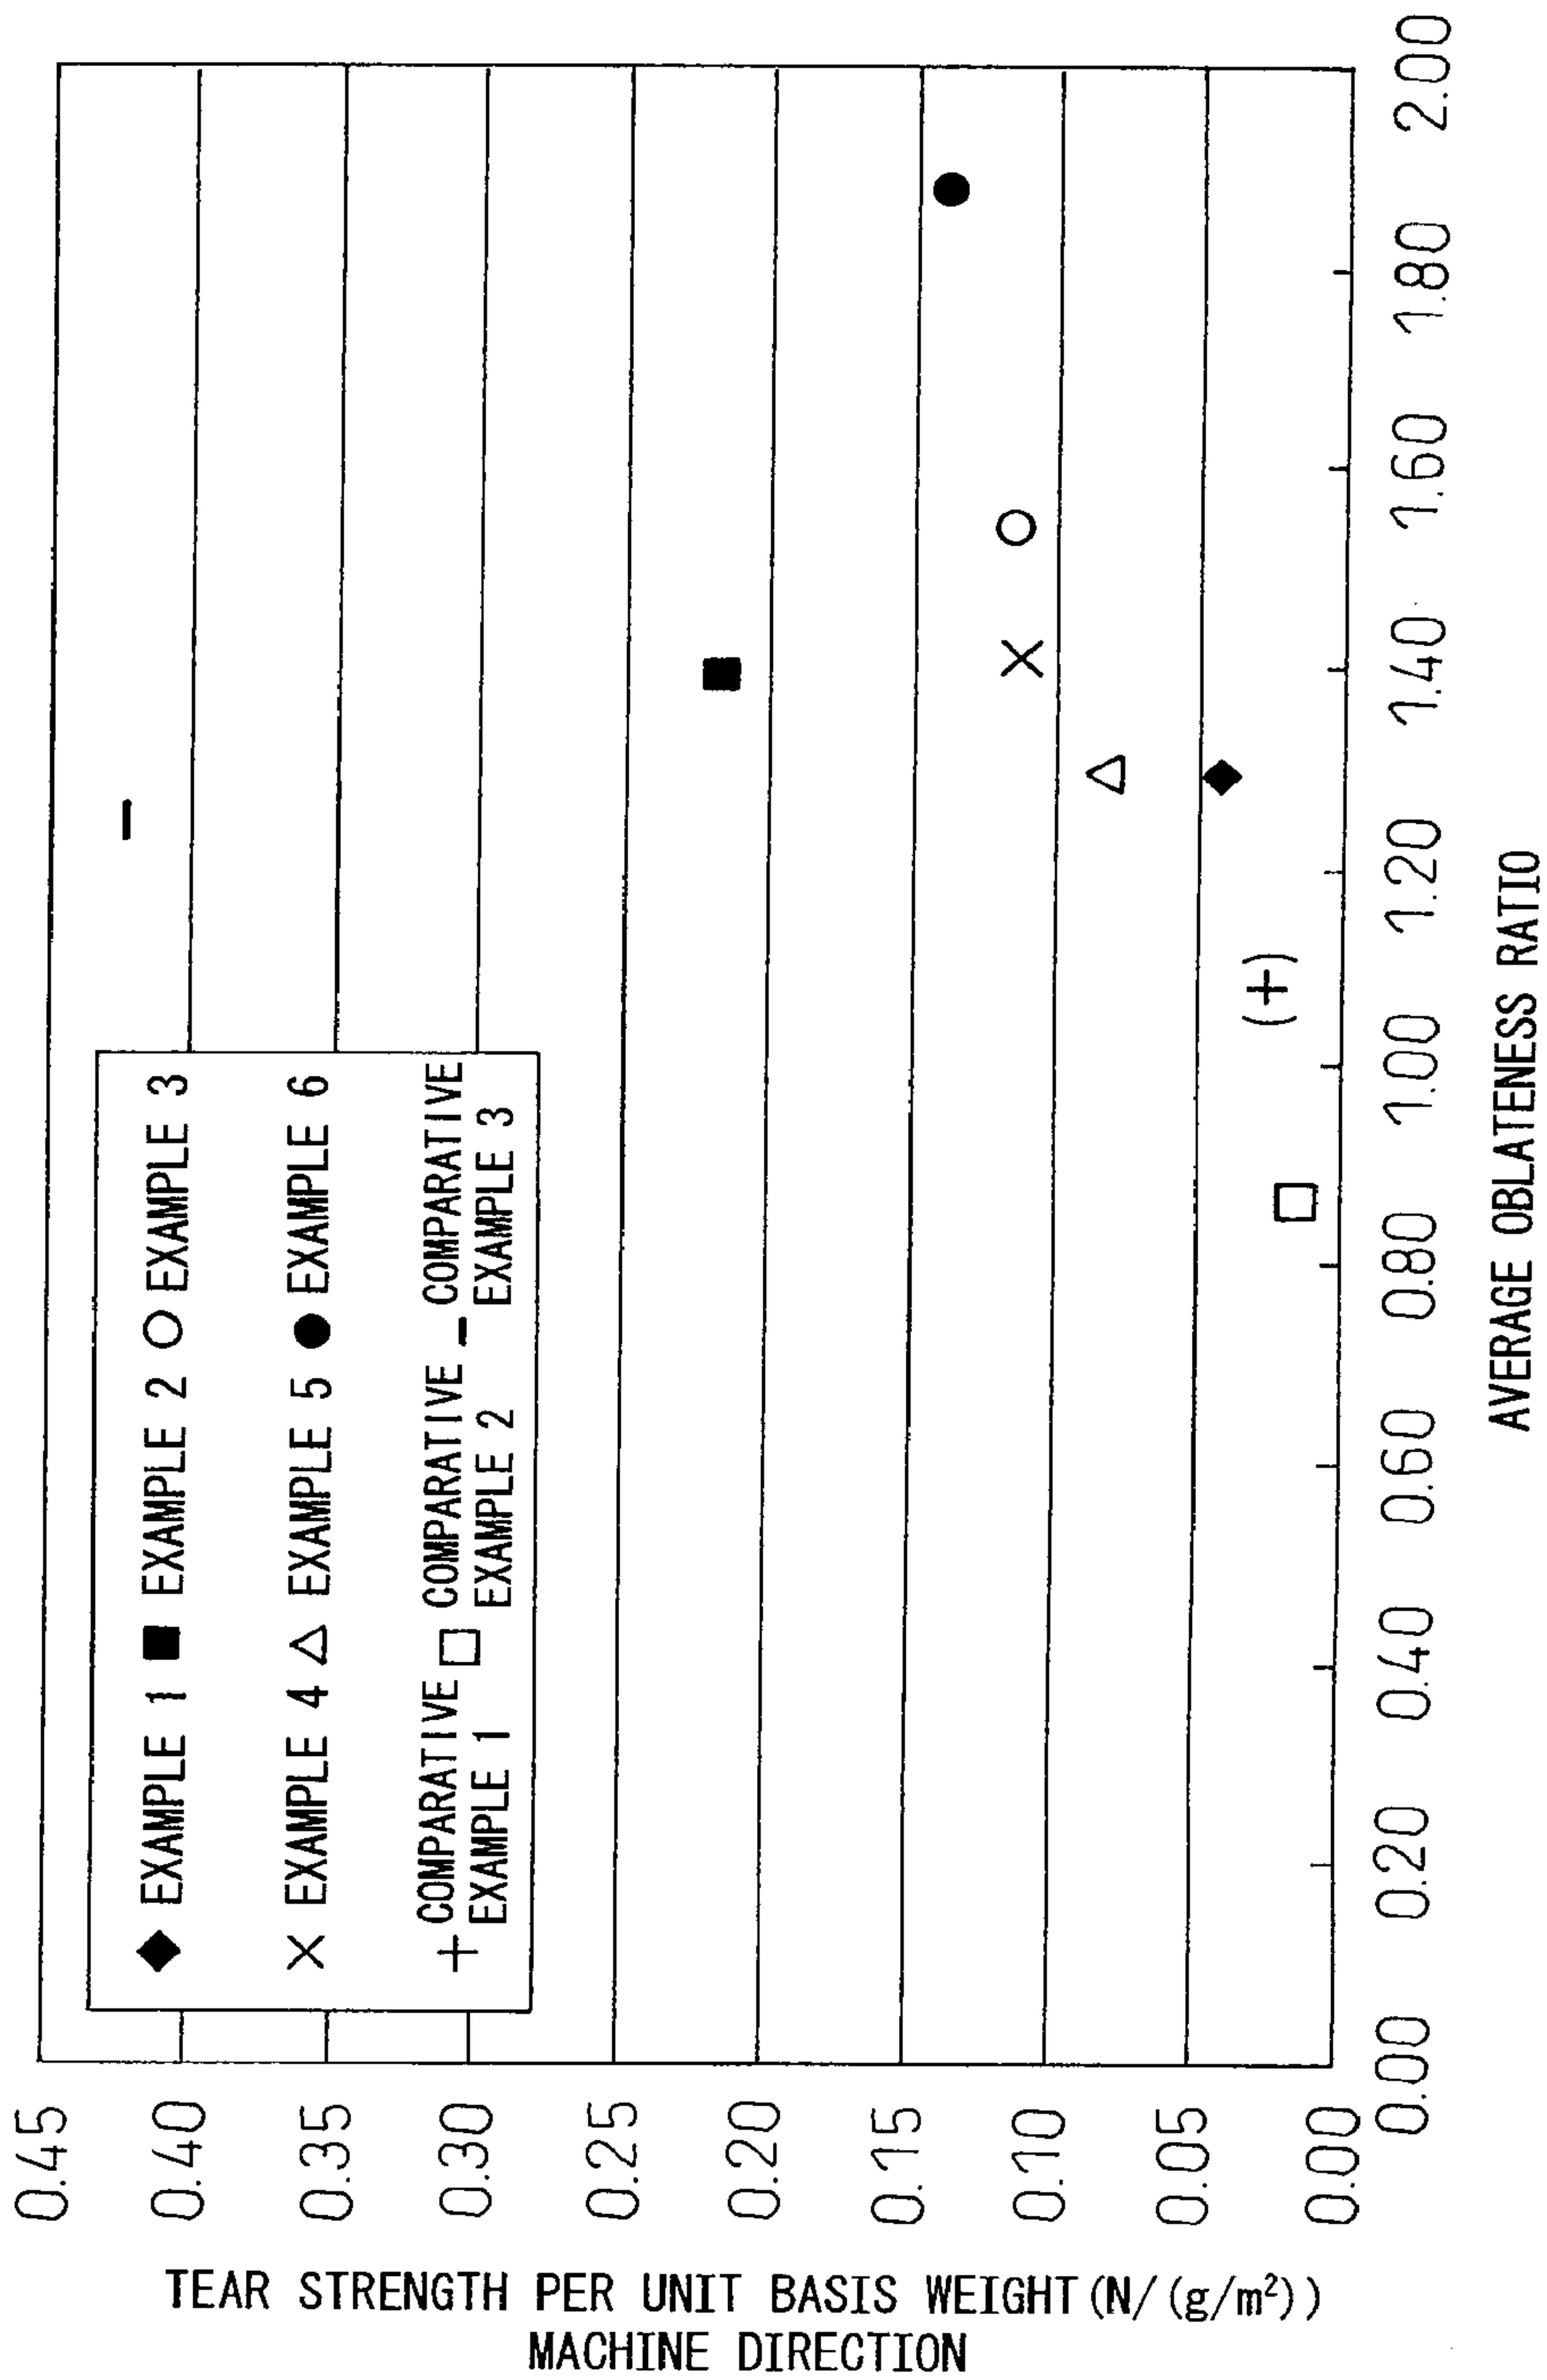 TEAR STRENGTH PER UNIT BASIS WEIGHT(N/(g/m²))
MACHINE DIRECTION
0.45
0.40
0.35
0.30
0.25
0.20
0.15
0.10
0.05
0.00
◆ EXAMPLE 1 ■ EXAMPLE 2 ○ EXAMPLE 3
× EXAMPLE 4 △ EXAMPLE 5 ● EXAMPLE 6
+ COMPARATIVE EXAMPLE 1 □ COMPARATIVE EXAMPLE 2 – COMPARATIVE EXAMPLE 3
(+)
0.00 0.20 0.40 0.60 0.80 1.00 1.20 1.40 1.60 1.80 2.00
AVERAGE OBLATENESS RATIO